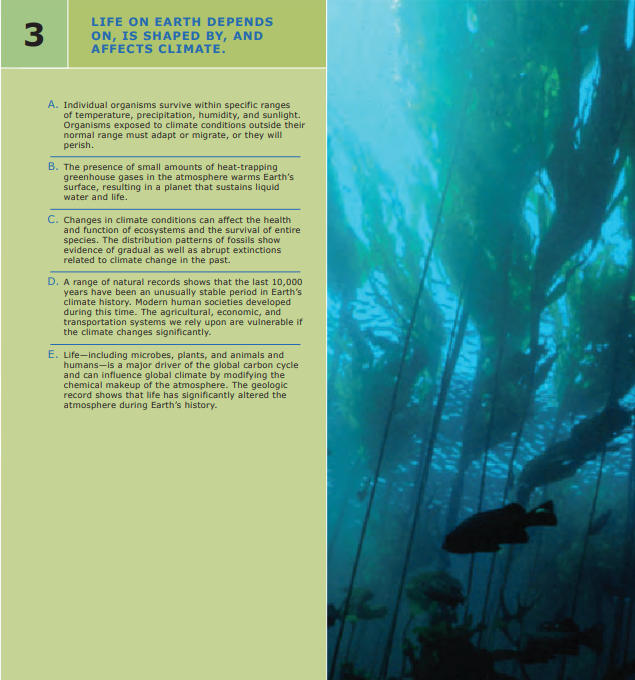 3
LIFE ON EARTH DEPENDS
ON, IS SHAPED BY, AND
AFFECTS CLIMATE.
A. Individual organisms survive within specific ranges
of temperature, precipitation, humidity, and sunlight.
Organisms exposed to climate conditions outside their
normal range must adapt or migrate, or they will
perish.
B. The presence of small amounts of heat-trapping
greenhouse gases in the atmosphere warms Earth’s
surface, resulting in a planet that sustains liquid
water and life.
C. Changes in climate conditions can affect the health
and function of ecosystems and the survival of entire
species. The distribution patterns of fossils show
evidence of gradual as well as abrupt extinctions
related to climate change in the past.
D. A range of natural records shows that the last 10,000
years have been an unusually stable period in Earth’s
climate history. Modern human societies developed
during this time. The agricultural, economic, and
transportation systems we rely upon are vulnerable if
the climate changes significantly.
E. Life—including microbes, plants, and animals and
humans—is a major driver of the global carbon cycle
and can influence global climate by modifying the
chemical makeup of the atmosphere. The geologic
record shows that life has significantly altered the
atmosphere during Earth’s history.